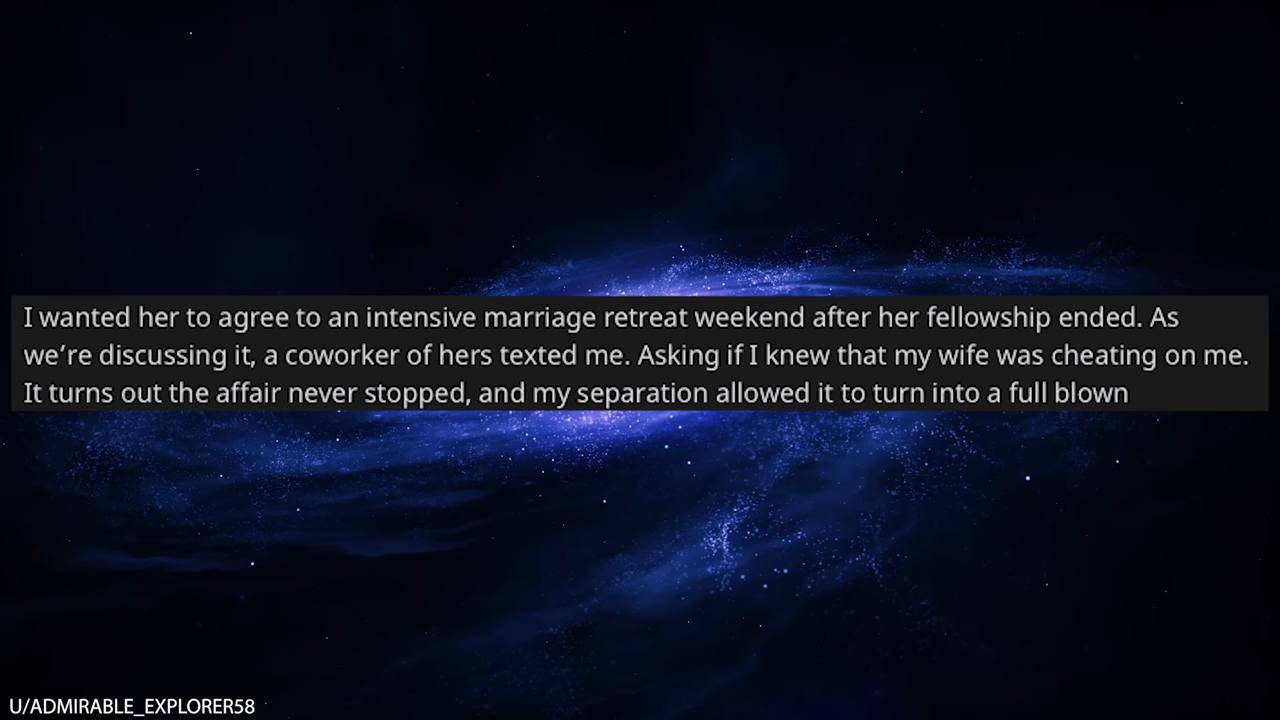 I wanted her to agree to an intensive marriage retreat weekend after her fellowship ended. As
we’re discussing it, a coworker of hers texted me. Asking if I knew that my wife was cheating on me.
It turns out the affair never stopped, and my separation allowed it to turn into a full blown
U/ADMIRABLE_EXPLORER58